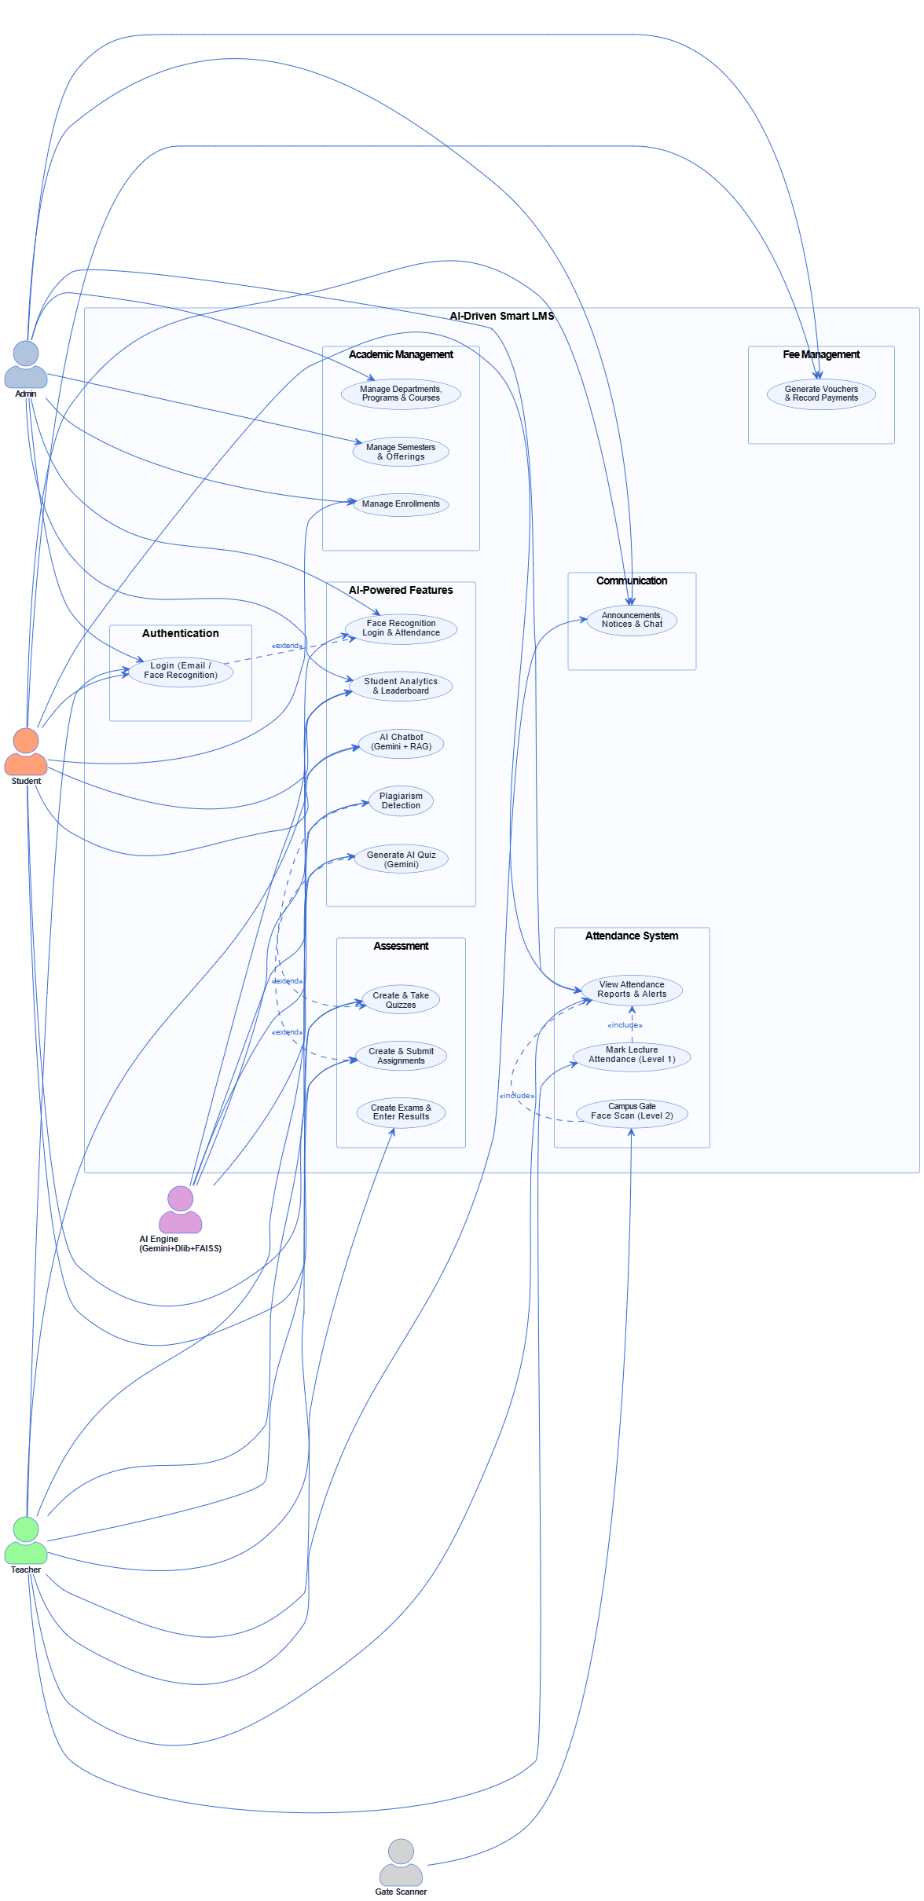 AI-Driven Smart LMS
Academic Management
Manage Departments,
Programs & Courses
Manage Semesters
& Offerings
Manage Enrollments
Fee Management
Generate Vouchers
& Record Payments
Admin
AI-Powered Features
Face Recognition
Login & Attendance
Student Analytics
& Leaderboard
AI Chatbot
(Gemini + RAG)
Plagiarism
Detection
Generate AI Quiz
(Gemini)
Communication
Announcements,
Notices & Chat
Authentication
Login (Email /
Face Recognition)
«extend»
Student
Assessment
Create & Take
Quizzes
Create & Submit
Assignments
Create Exams &
Enter Results
«extend»
«extend»
Attendance System
View Attendance
Reports & Alerts
«include»
Mark Lecture
Attendance (Level 1)
«include»
Campus Gate
Face Scan (Level 2)
AI Engine
(Gemini+Dlib+FAISS)
Teacher
Gate Scanner